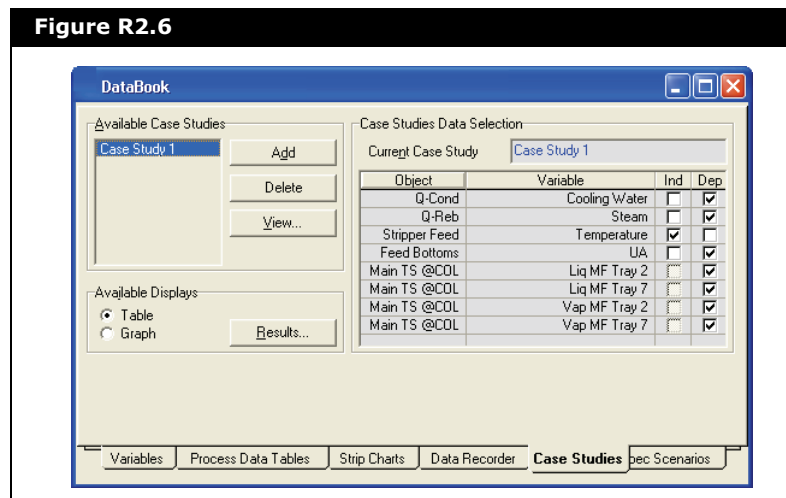 Figure R2.6
DataBook
Available Case Studies
Case Study 1
Add
Delete
View...
Available Displays
Table
Graph
Results...
Case Studies Data Selection
Current Case Study Case Study 1
Object Variable Ind Dep
Q-Cond Cooling Water
Q-Reb Steam
Stripper Feed Temperature
Feed Bottoms UA
Main TS @COL Liq MF Tray 2
Main TS @COL Liq MF Tray 7
Main TS @COL Vap MF Tray 2
Main TS @COL Vap MF Tray 7
Variables Process Data Tables Strip Charts Data Recorder Case Studies pec Scenarios